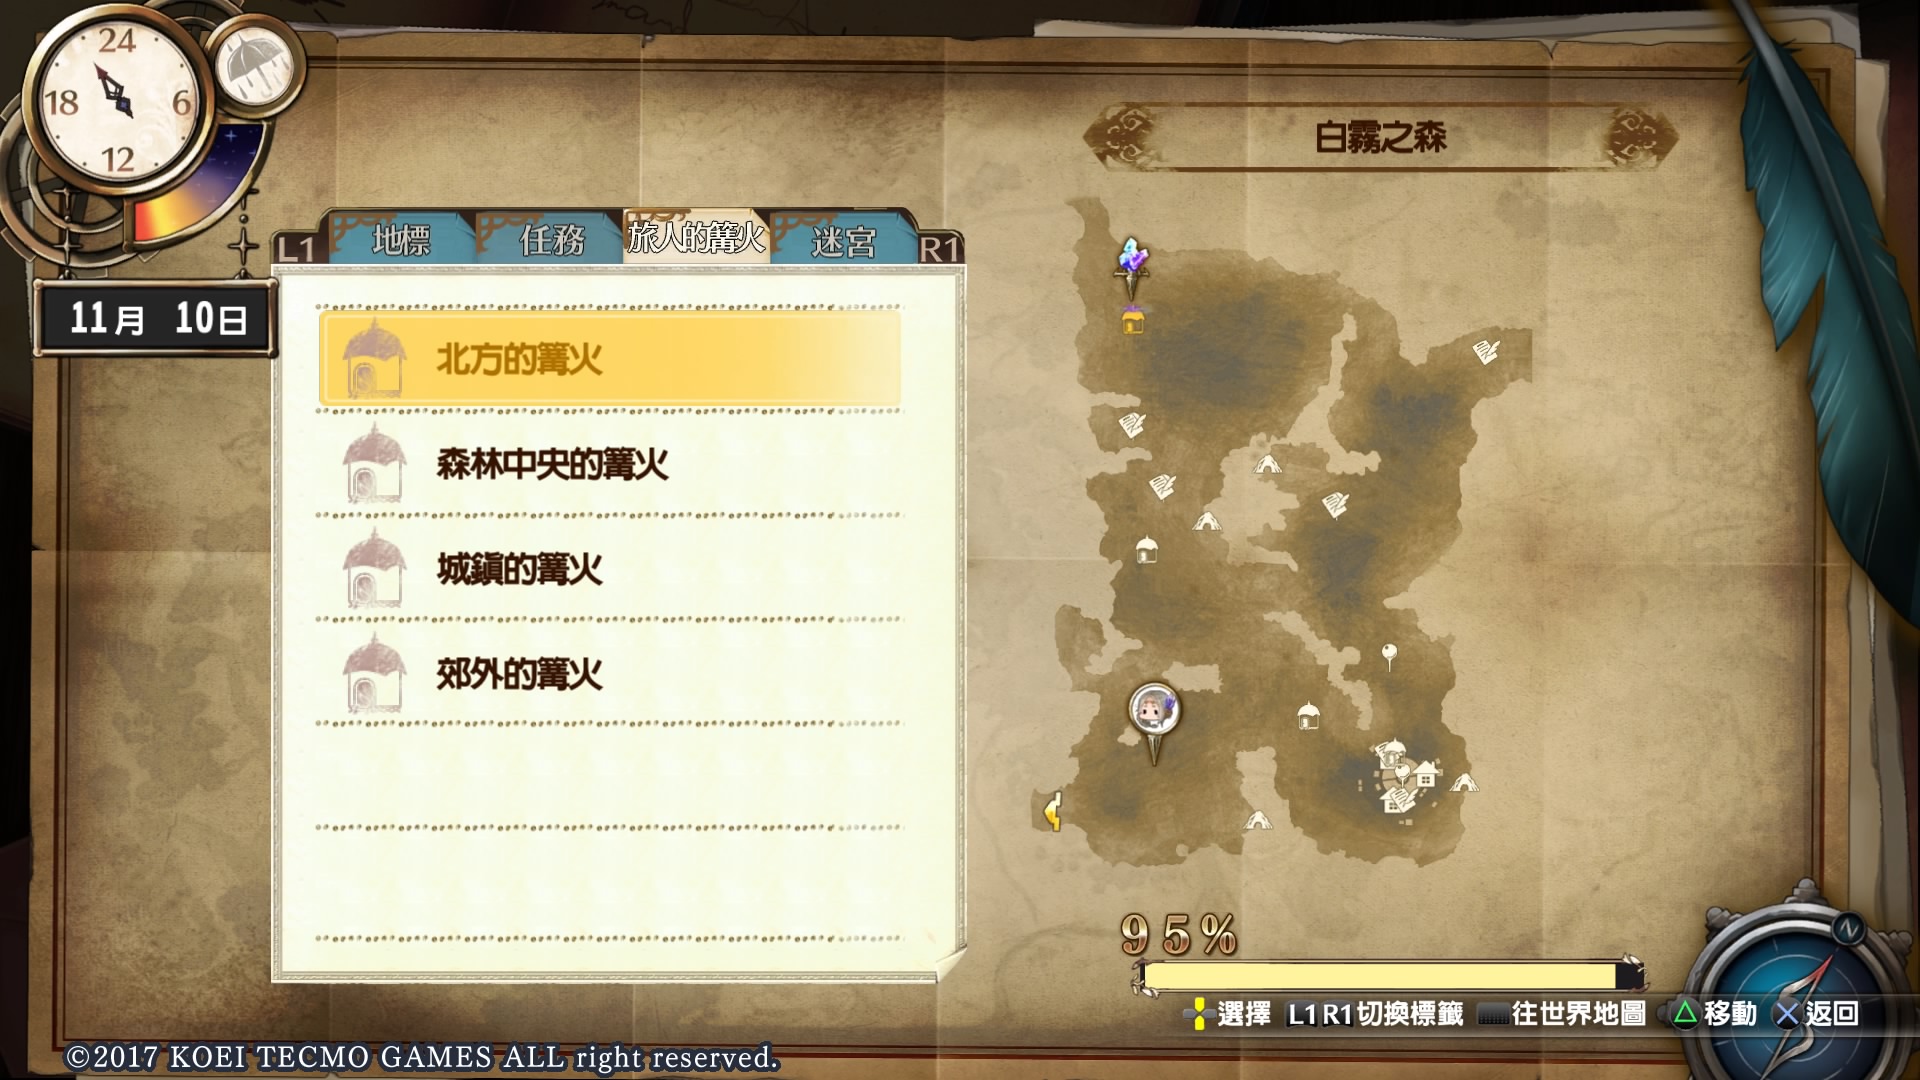 24
18
6
12
11月 10日
L1
地標
任務
旅人的篝火
迷宮
R1
北方的篝火
森林中央的篝火
城鎮的篝火
郊外的篝火
白霧之森
95%
N
選擇 L1 R1切換標籤 往世界地圖 移動 返回
©2017 KOEI TECMO GAMES ALL right reserved.